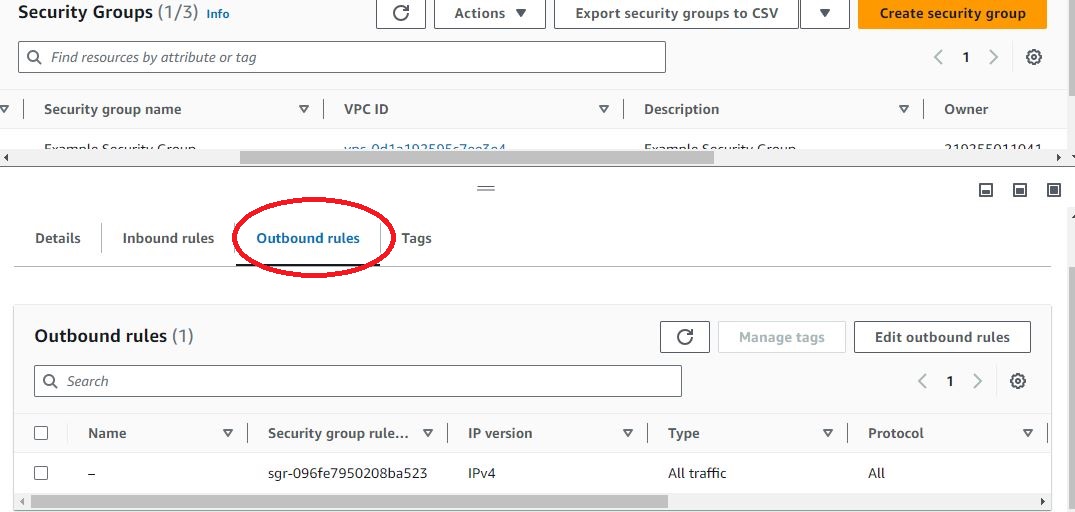 Security Groups (1/3) Info
Actions
Export security groups to CSV
Create security group
Find resources by attribute or tag
1
Security group name
VPC ID
Description
Owner
Example Security Group
Example Security Group
Details
Inbound rules
Outbound rules
Tags
Outbound rules (1)
Manage tags
Edit outbound rules
Search
1
Name
Security group rule...
IP version
Type
Protocol
–
sgr-096fe7950208ba523
IPv4
All traffic
All